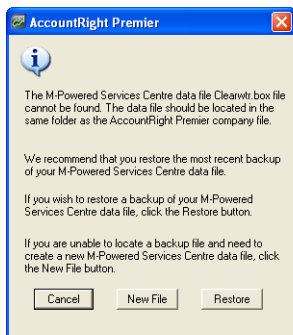 AccountRight Premier
The M-Powered Services Centre data file Clearwtr.box file
cannot be found. The data file should be located in the
same folder as the AccountRight Premier company file.
We recommend that you restore the most recent backup
of your M-Powered Services Centre data file.
If you wish to restore a backup of your M-Powered
Services Centre data file, click the Restore button.
If you are unable to locate a backup file and need to
create a new M-Powered Services Centre data file, click
the New File button.
Cancel New File Restore